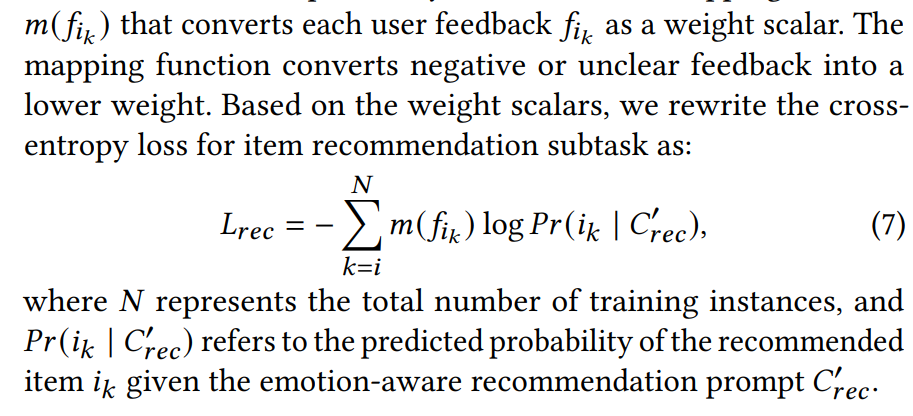 m(f_{i_k}) that converts each user feedback f_{i_k} as a weight scalar. The
mapping function converts negative or unclear feedback into a
lower weight. Based on the weight scalars, we rewrite the cross-
entropy loss for item recommendation subtask as:
L_{rec} = - \sum_{k=i}^{N} m(f_{i_k}) log Pr(i_k | C'_{rec}), (7)
where N represents the total number of training instances, and
Pr(i_k | C'_{rec}) refers to the predicted probability of the recommended
item i_k given the emotion-aware recommendation prompt C'_{rec}.